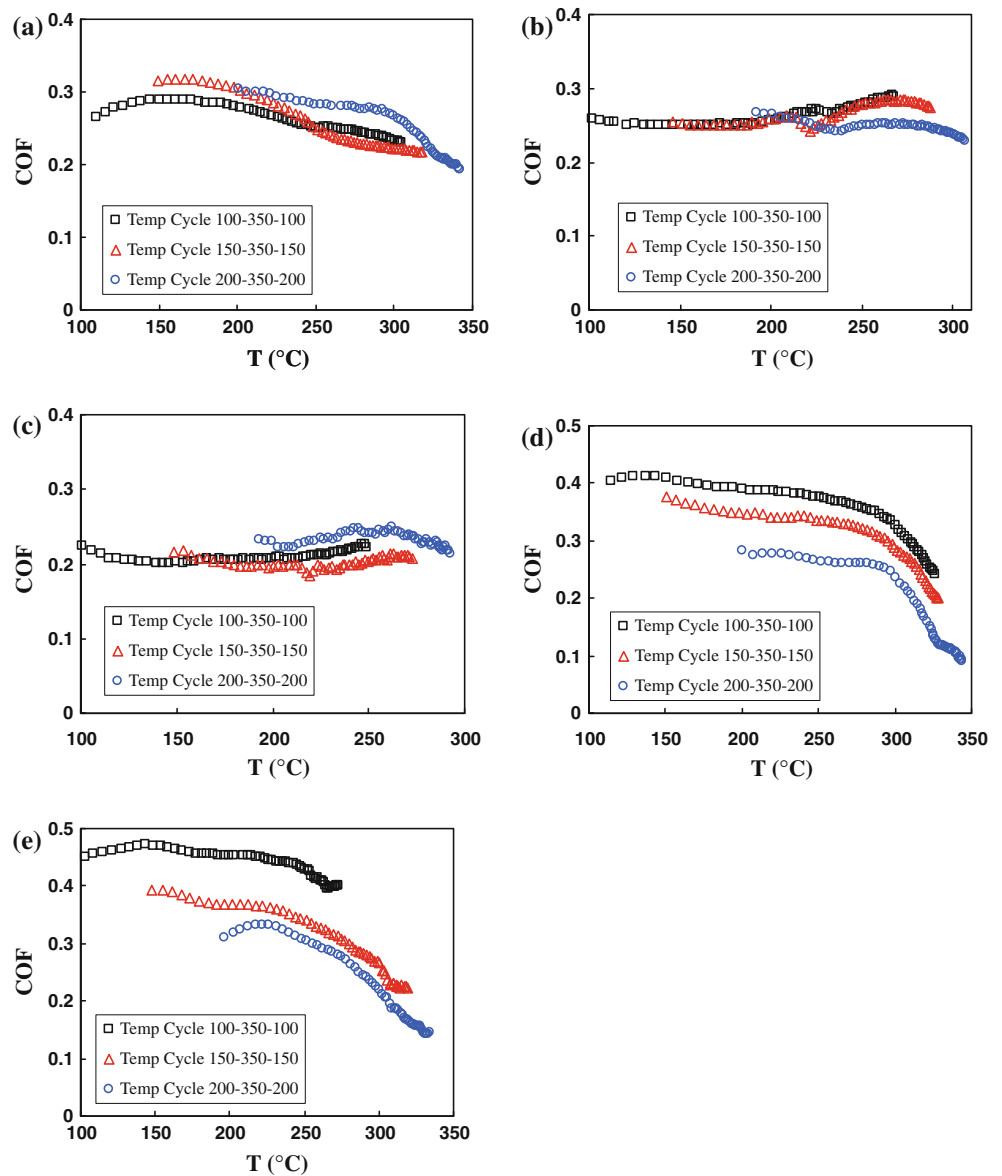 (a)
0.4
0.3
0.2
0.1
0
COF
Temp Cycle 100-350-100
Temp Cycle 150-350-150
Temp Cycle 200-350-200
100 150 200 250 300 350
T (°C)
(b)
0.4
0.3
0.2
0.1
0
COF
Temp Cycle 100-350-100
Temp Cycle 150-350-150
Temp Cycle 200-350-200
100 150 200 250 300
T (°C)
(c)
0.4
0.3
0.2
0.1
0
COF
Temp Cycle 100-350-100
Temp Cycle 150-350-150
Temp Cycle 200-350-200
100 150 200 250 300
T (°C)
(d)
0.5
0.4
0.3
0.2
0.1
0
COF
Temp Cycle 100-350-100
Temp Cycle 150-350-150
Temp Cycle 200-350-200
100 150 200 250 300 350
T (°C)
(e)
0.5
0.4
0.3
0.2
0.1
0
COF
Temp Cycle 100-350-100
Temp Cycle 150-350-150
Temp Cycle 200-350-200
100 150 200 250 300 350
T (°C)